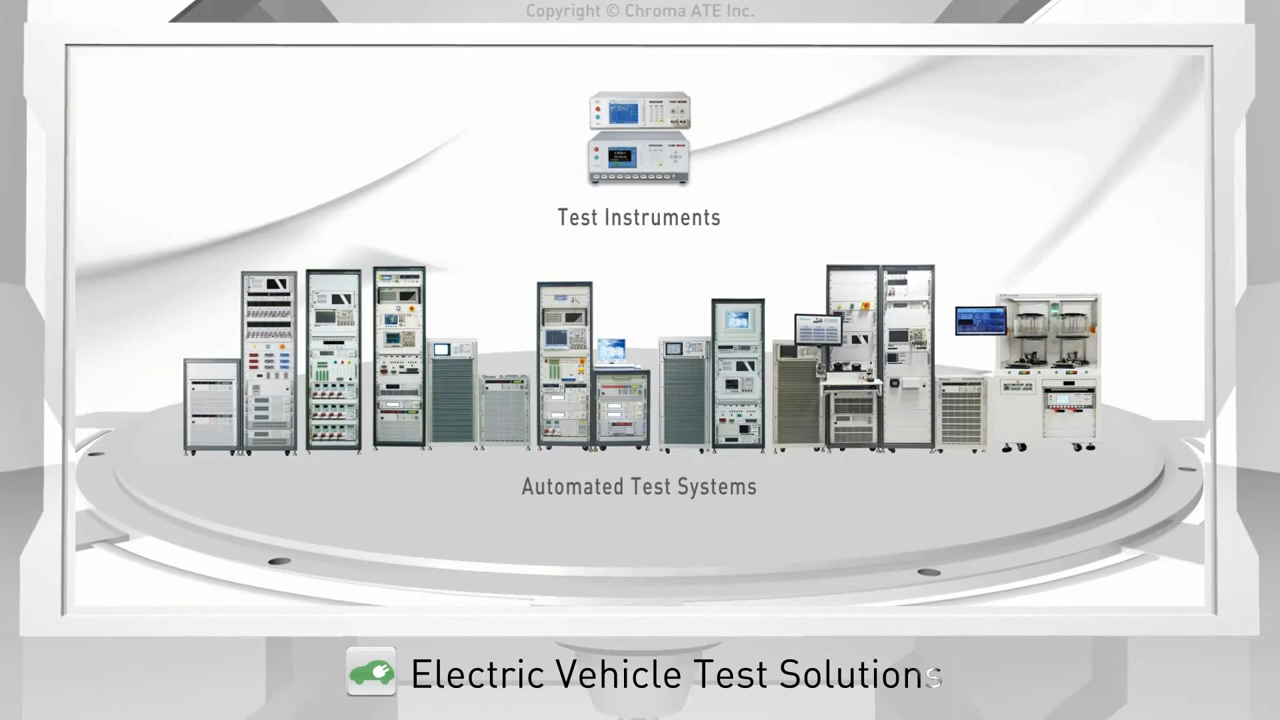 Copyright © Chroma ATE Inc.
Test Instruments
Automated Test Systems
Electric Vehicle Test Solutions